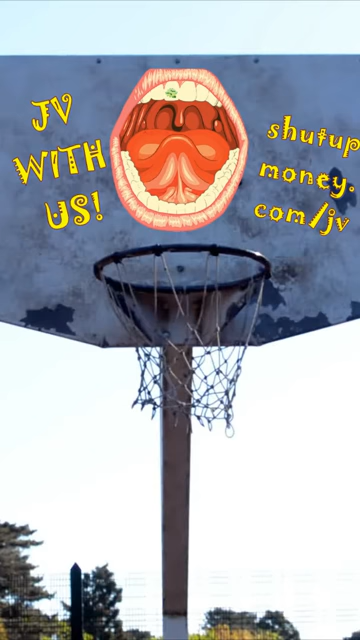 JV
WITH
US!
shutup
money.
com/jv